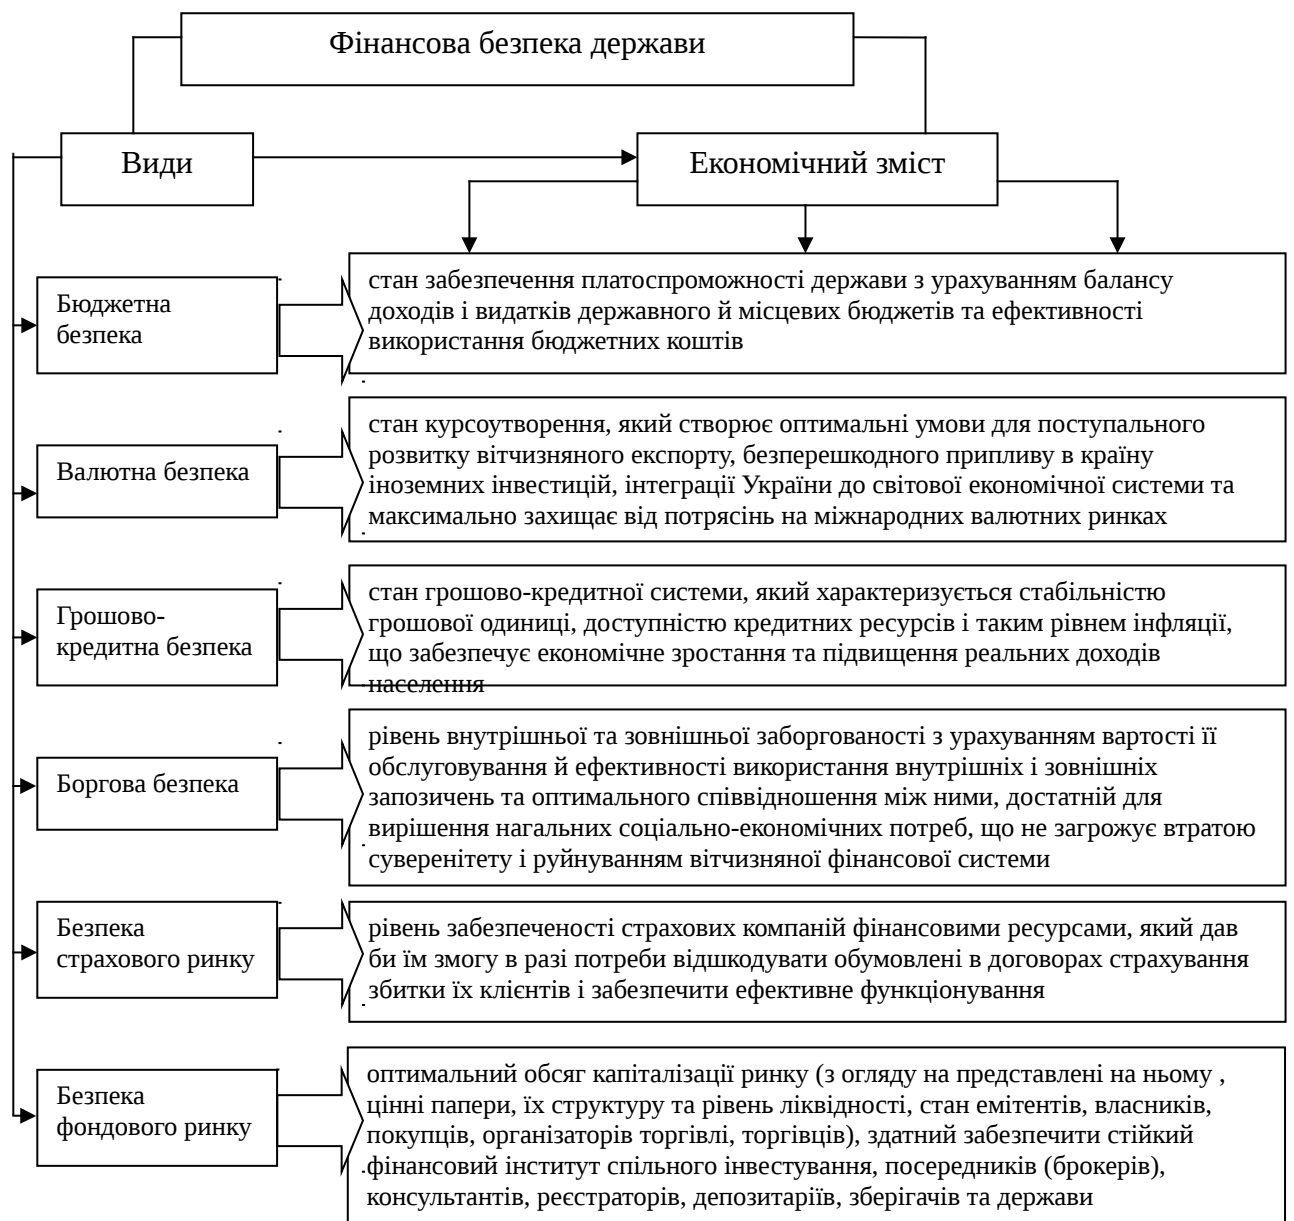 Фінансова безпека держави
Види
Економічний зміст
Бюджетна
безпека
стан забезпечення платоспроможності держави з урахуванням балансу
доходів і видатків державного й місцевих бюджетів та ефективності
використання бюджетних коштів
Валютна безпека
стан курсоутворення, який створює оптимальні умови для поступального
розвитку вітчизняного експорту, безперешкодного припливу в країну
іноземних інвестицій, інтеграції України до світової економічної системи та
максимально захищає від потрясінь на міжнародних валютних ринках
Грошово-
кредитна безпека
стан грошово-кредитної системи, який характеризується стабільністю
грошової одиниці, доступністю кредитних ресурсів і таким рівнем інфляції,
що забезпечує економічне зростання та підвищення реальних доходів
населення
Боргова безпека
рівень внутрішньої та зовнішньої заборгованості з урахуванням вартості її
обслуговування й ефективності використання внутрішніх і зовнішніх
запозичень та оптимального співвідношення між ними, достатній для
вирішення нагальних соціально-економічних потреб, що не загрожує втратою
суверенітету і руйнуванням вітчизняної фінансової системи
Безпека
страхового ринку
рівень забезпеченості страхових компаній фінансовими ресурсами, який дав
би їм змогу в разі потреби відшкодувати обумовлені в договорах страхування
збитки їх клієнтів і забезпечити ефективне функціонування
Безпека
фондового ринку
оптимальний обсяг капіталізації ринку (з огляду на представлені на ньому ,
цінні папери, їх структуру та рівень ліквідності, стан емітентів, власників,
покупців, організаторів торгівлі, торгівців), здатний забезпечити стійкий
фінансовий інститут спільного інвестування, посередників (брокерів),
консультантів, реєстраторів, депозитаріїв, зберігачів та держави